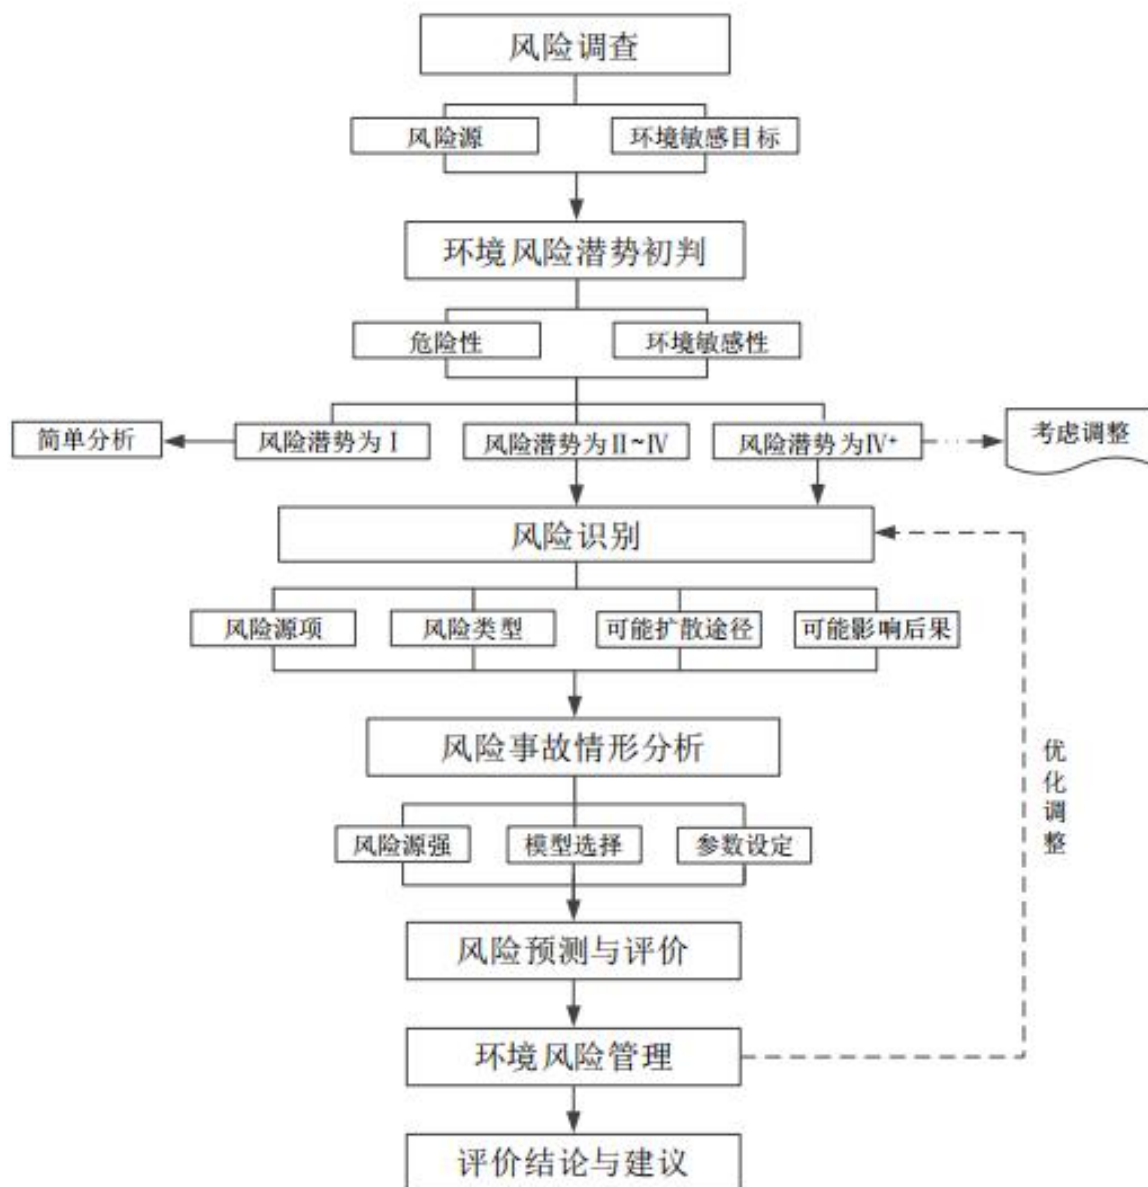 风险调查
风险源
环境敏感目标
环境风险潜势初判
危险性
环境敏感性
简单分析
风险潜势为Ⅰ
风险潜势为Ⅱ~Ⅳ
风险潜势为Ⅳ⁺
考虑调整
风险识别
风险源项
风险类型
可能扩散途径
可能影响后果
风险事故情形分析
优化调整
风险源强
模型选择
参数设定
风险预测与评价
环境风险管理
评价结论与建议